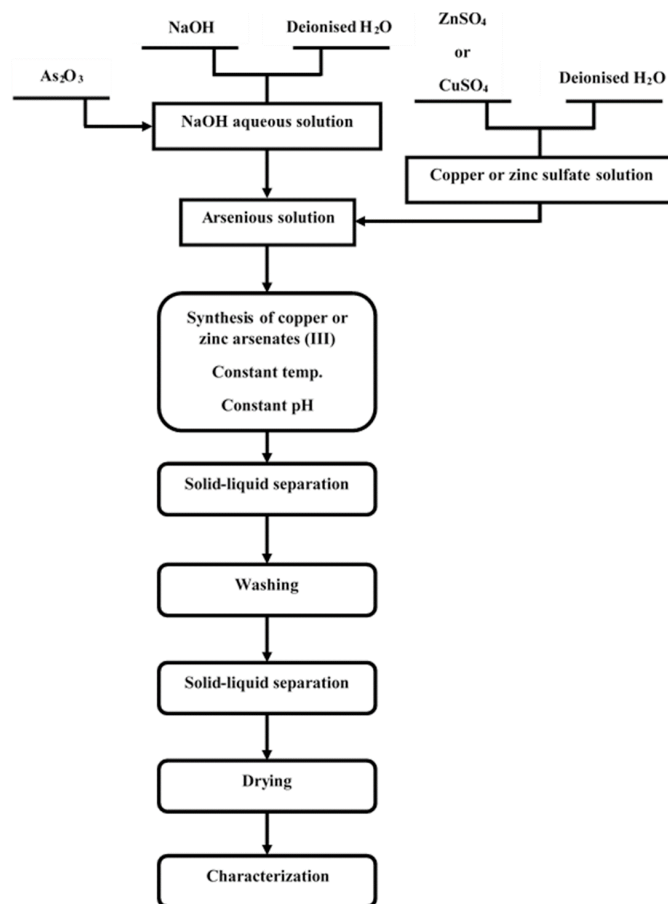 NaOH
Deionised H₂O
ZnSO₄
or
CuSO₄
As₂O₃
Deionised H₂O
NaOH aqueous solution
Copper or zinc sulfate solution
Arsenious solution
Synthesis of copper or
zinc arsenates (III)
Constant temp.
Constant pH
Solid-liquid separation
Washing
Solid-liquid separation
Drying
Characterization